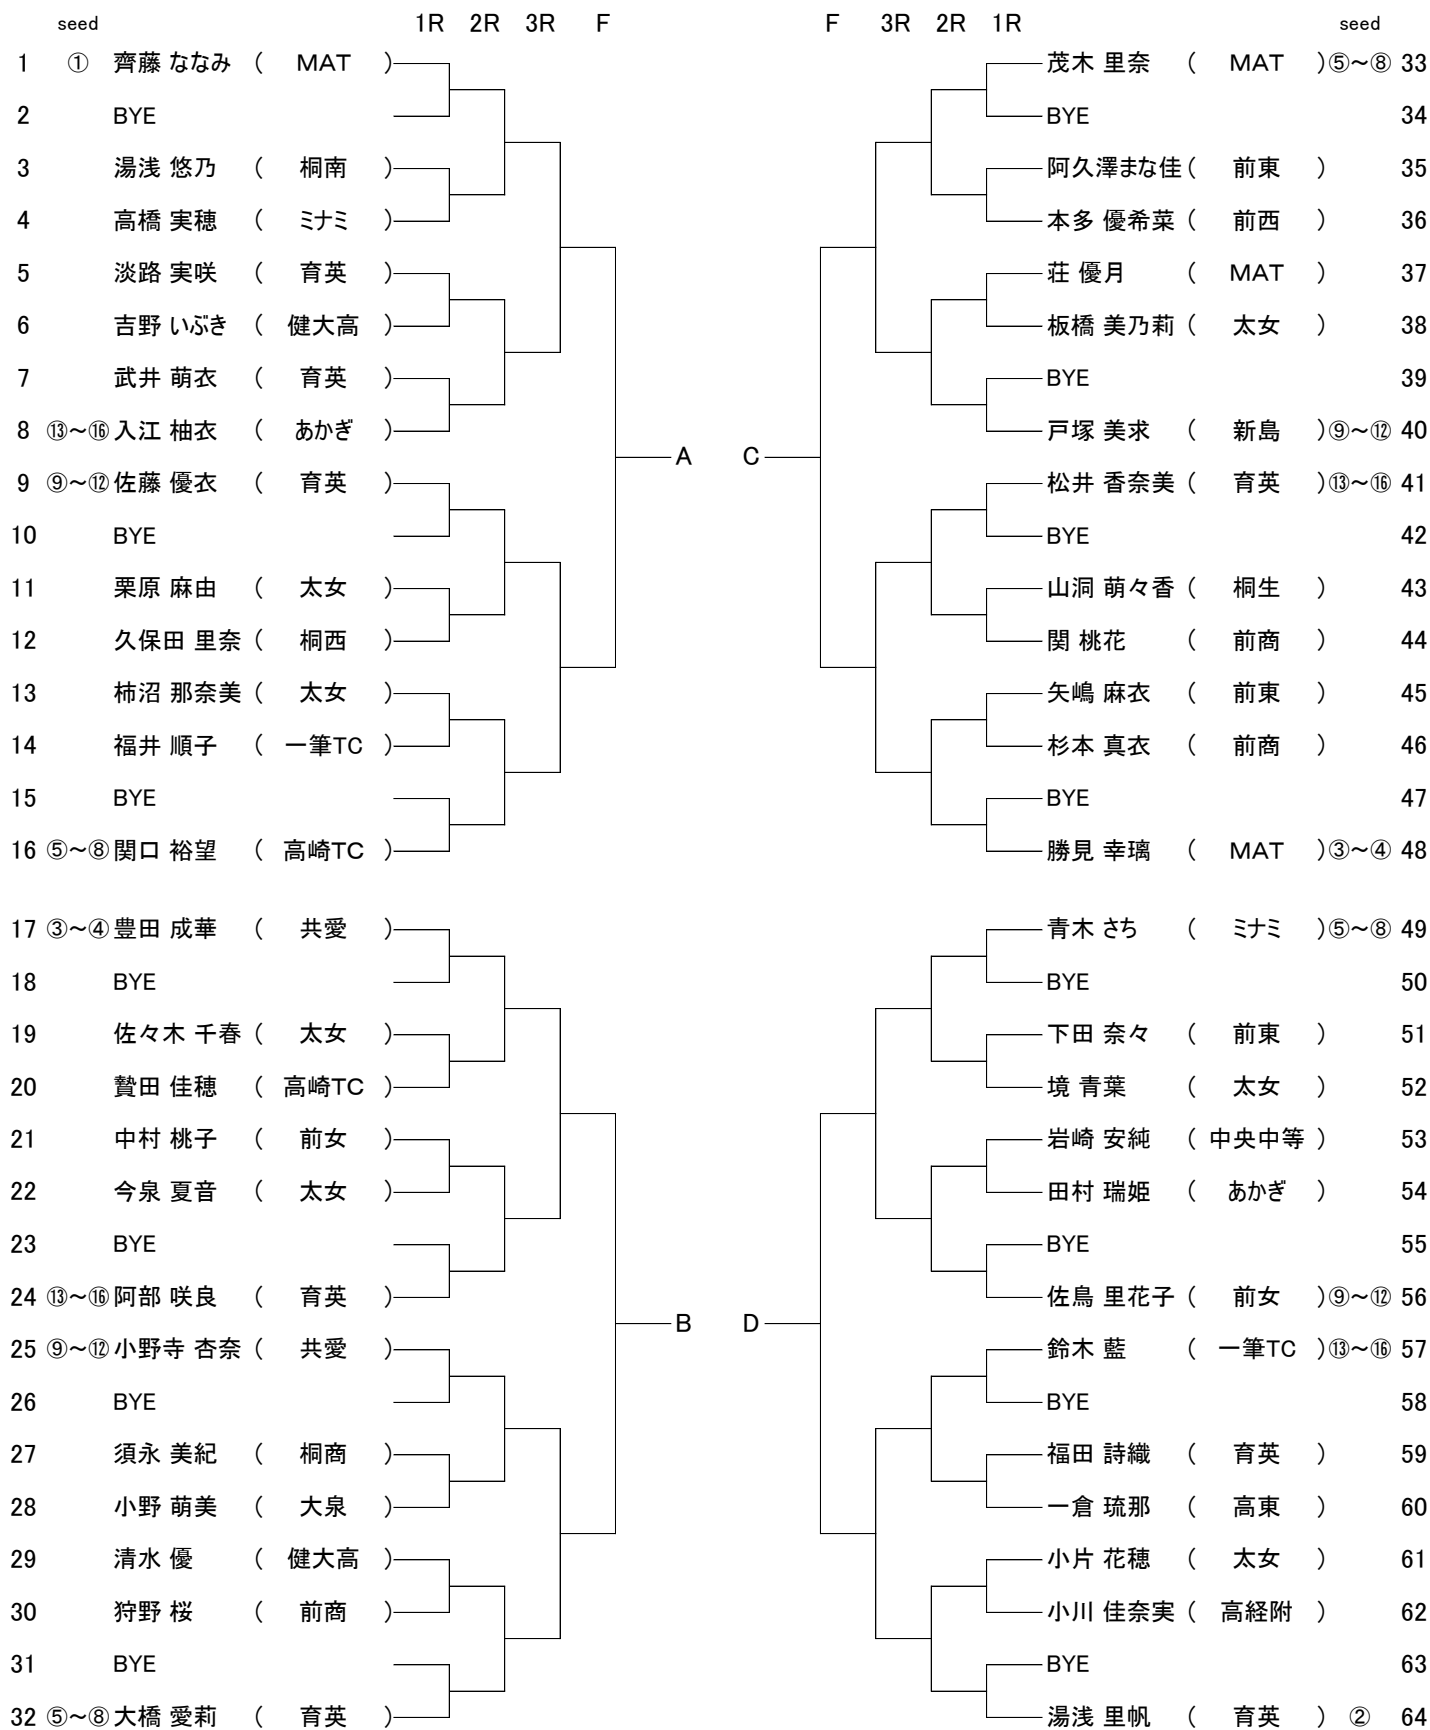 seed 1R 2R 3R F
1 ① 齊藤 ななみ ( MAT )
2 BYE
3 湯浅 悠乃 ( 桐南 )
4 高橋 実穂 ( ミナミ )
5 淡路 実咲 ( 育英 )
6 吉野 いぶき ( 健大高 )
7 武井 萌衣 ( 育英 )
8 ⑬～⑯ 入江 柚衣 ( あかぎ )
A
9 ⑨～⑫ 佐藤 優衣 ( 育英 )
10 BYE
11 栗原 麻由 ( 太女 )
12 久保田 里奈 ( 桐西 )
13 柿沼 那奈美 ( 太女 )
14 福井 順子 ( 一筆TC )
15 BYE
16 ⑤～⑧ 関口 裕望 ( 高崎TC )
17 ③～④ 豊田 成華 ( 共愛 )
18 BYE
19 佐々木 千春 ( 太女 )
20 贄田 佳穂 ( 高崎TC )
21 中村 桃子 ( 前女 )
22 今泉 夏音 ( 太女 )
23 BYE
24 ⑬～⑯ 阿部 咲良 ( 育英 )
B
25 ⑨～⑫ 小野寺 杏奈 ( 共愛 )
26 BYE
27 須永 美紀 ( 桐商 )
28 小野 萌美 ( 大泉 )
29 清水 優 ( 健大高 )
30 狩野 桜 ( 前商 )
31 BYE
32 ⑤～⑧ 大橋 愛莉 ( 育英 )
F 3R 2R 1R seed
茂木 里奈 ( MAT ) ⑤～⑧ 33
BYE 34
阿久澤まな佳 ( 前東 ) 35
本多 優希菜 ( 前西 ) 36
荘 優月 ( MAT ) 37
板橋 美乃莉 ( 太女 ) 38
BYE 39
戸塚 美求 ( 新島 ) ⑨～⑫ 40
C
松井 香奈美 ( 育英 ) ⑬～⑯ 41
BYE 42
山洞 萌々香 ( 桐生 ) 43
関 桃花 ( 前商 ) 44
矢嶋 麻衣 ( 前東 ) 45
杉本 真衣 ( 前商 ) 46
BYE 47
勝見 幸璃 ( MAT ) ③～④ 48
青木 さち ( ミナミ ) ⑤～⑧ 49
BYE 50
下田 奈々 ( 前東 ) 51
境 青葉 ( 太女 ) 52
岩崎 安純 ( 中央中等 ) 53
田村 瑞姫 ( あかぎ ) 54
BYE 55
佐鳥 里花子 ( 前女 ) ⑨～⑫ 56
D
鈴木 藍 ( 一筆TC ) ⑬～⑯ 57
BYE 58
福田 詩織 ( 育英 ) 59
一倉 琉那 ( 高東 ) 60
小片 花穂 ( 太女 ) 61
小川 佳奈実 ( 高経附 ) 62
BYE 63
湯浅 里帆 ( 育英 ) ② 64